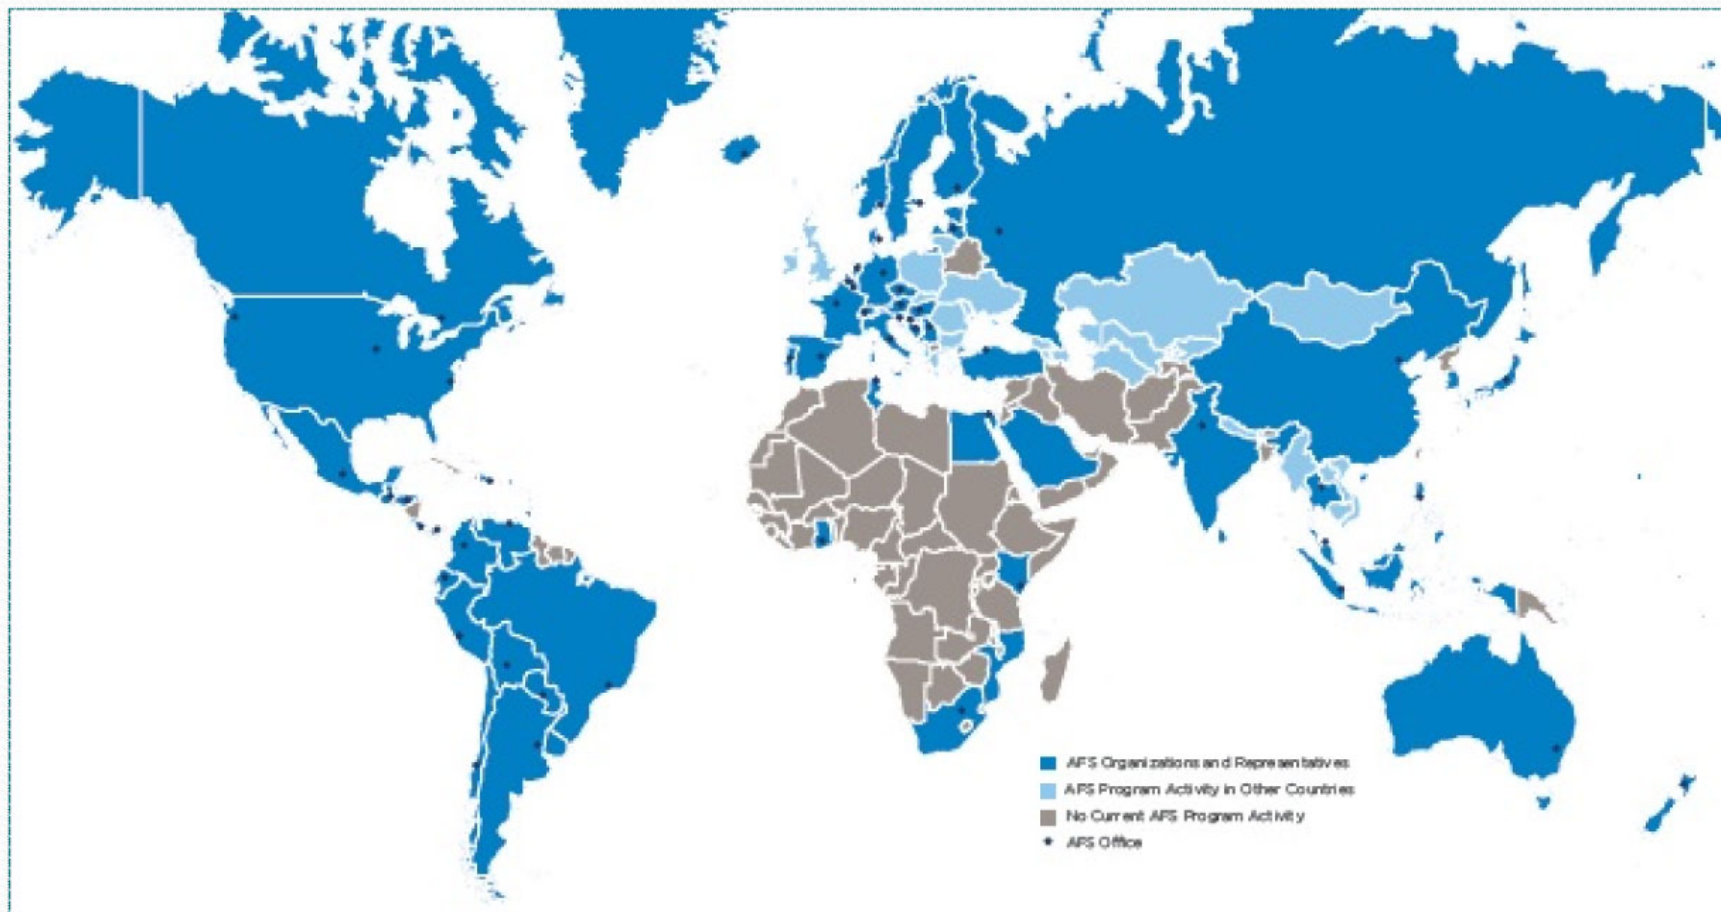 AFS Organizations and Representatives
AFS Program Activity in Other Countries
No Current AFS Program Activity
AFS Office